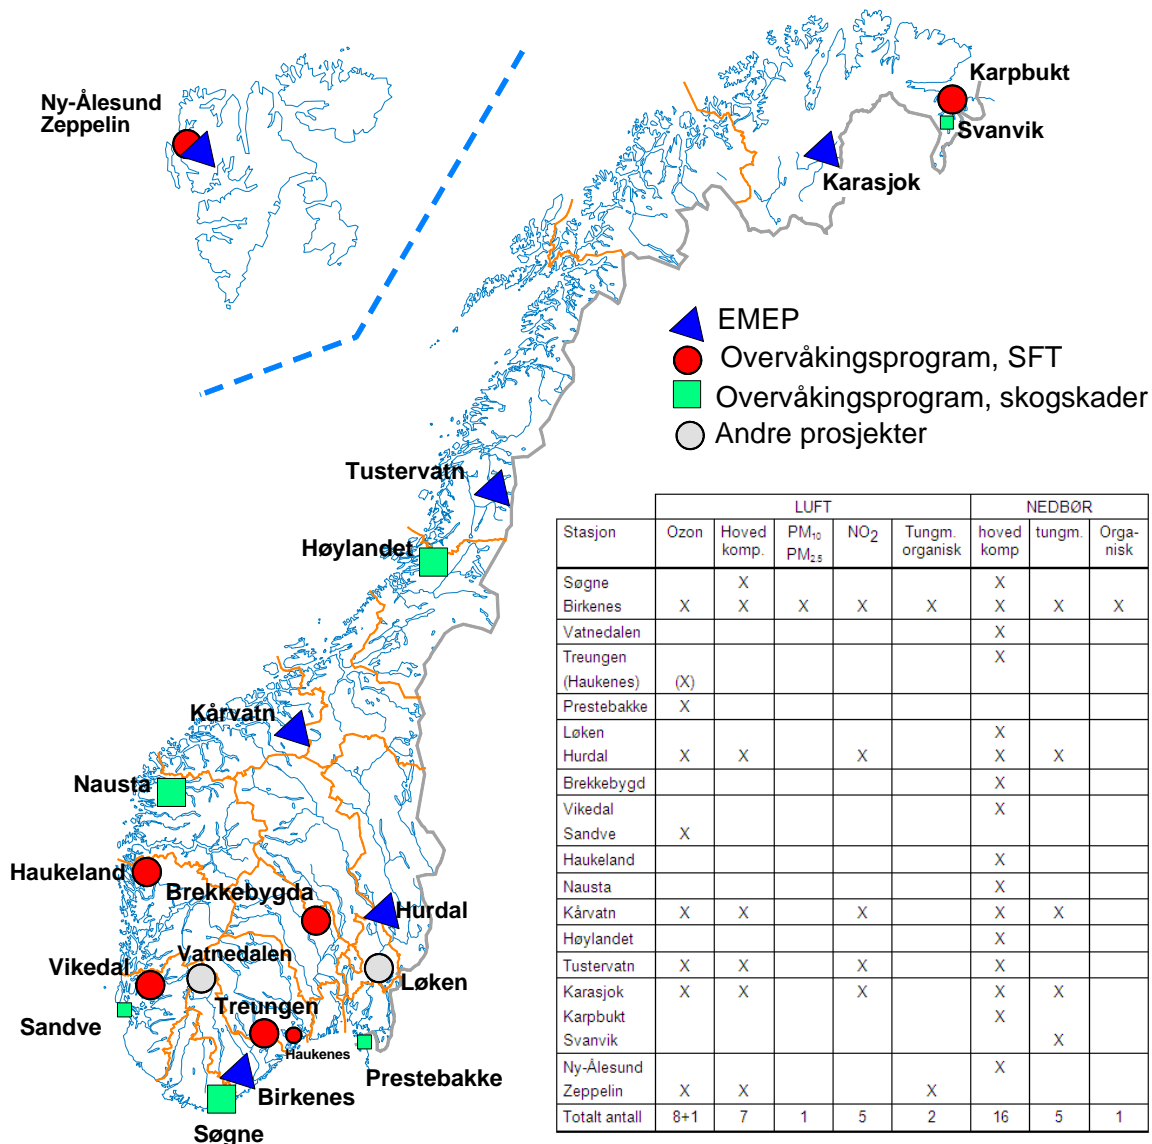 Karpbukt
Ny-Ålesund
Zeppelin
Svanvik
Karasjok
EMEP
Overvåkingsprogram, SFT
Overvåkingsprogram, skogskader
Andre prosjekter
Tustervatn
Høylandet
Kårvatn
Nausta
Haukeland
Brekkebygda
Hurdal
Vatnedalen
Vikedal
Løken
Treungen
Sandve
Haukenes
Prestebakke
Birkenes
Søgne
LUFT NEDBØR
Stasjon Ozon Hoved komp. PM10 PM2.5 NO2 Tungm. organisk hoved komp tungm. Orga-nisk
Søgne X X
Birkenes X X X X X X X X
Vatnedalen X
Treungen X
(Haukenes) (X)
Prestebakke X
Løken X
Hurdal X X X X X
Brekkebygd X
Vikedal X
Sandve X
Haukeland X
Nausta X
Kårvatn X X X X X
Høylandet X
Tustervatn X X X X
Karasjok X X X X X
Karpbukt X
Svanvik X
Ny-Ålesund X
Zeppelin X X X
Totalt antall 8+1 7 1 5 2 16 5 1